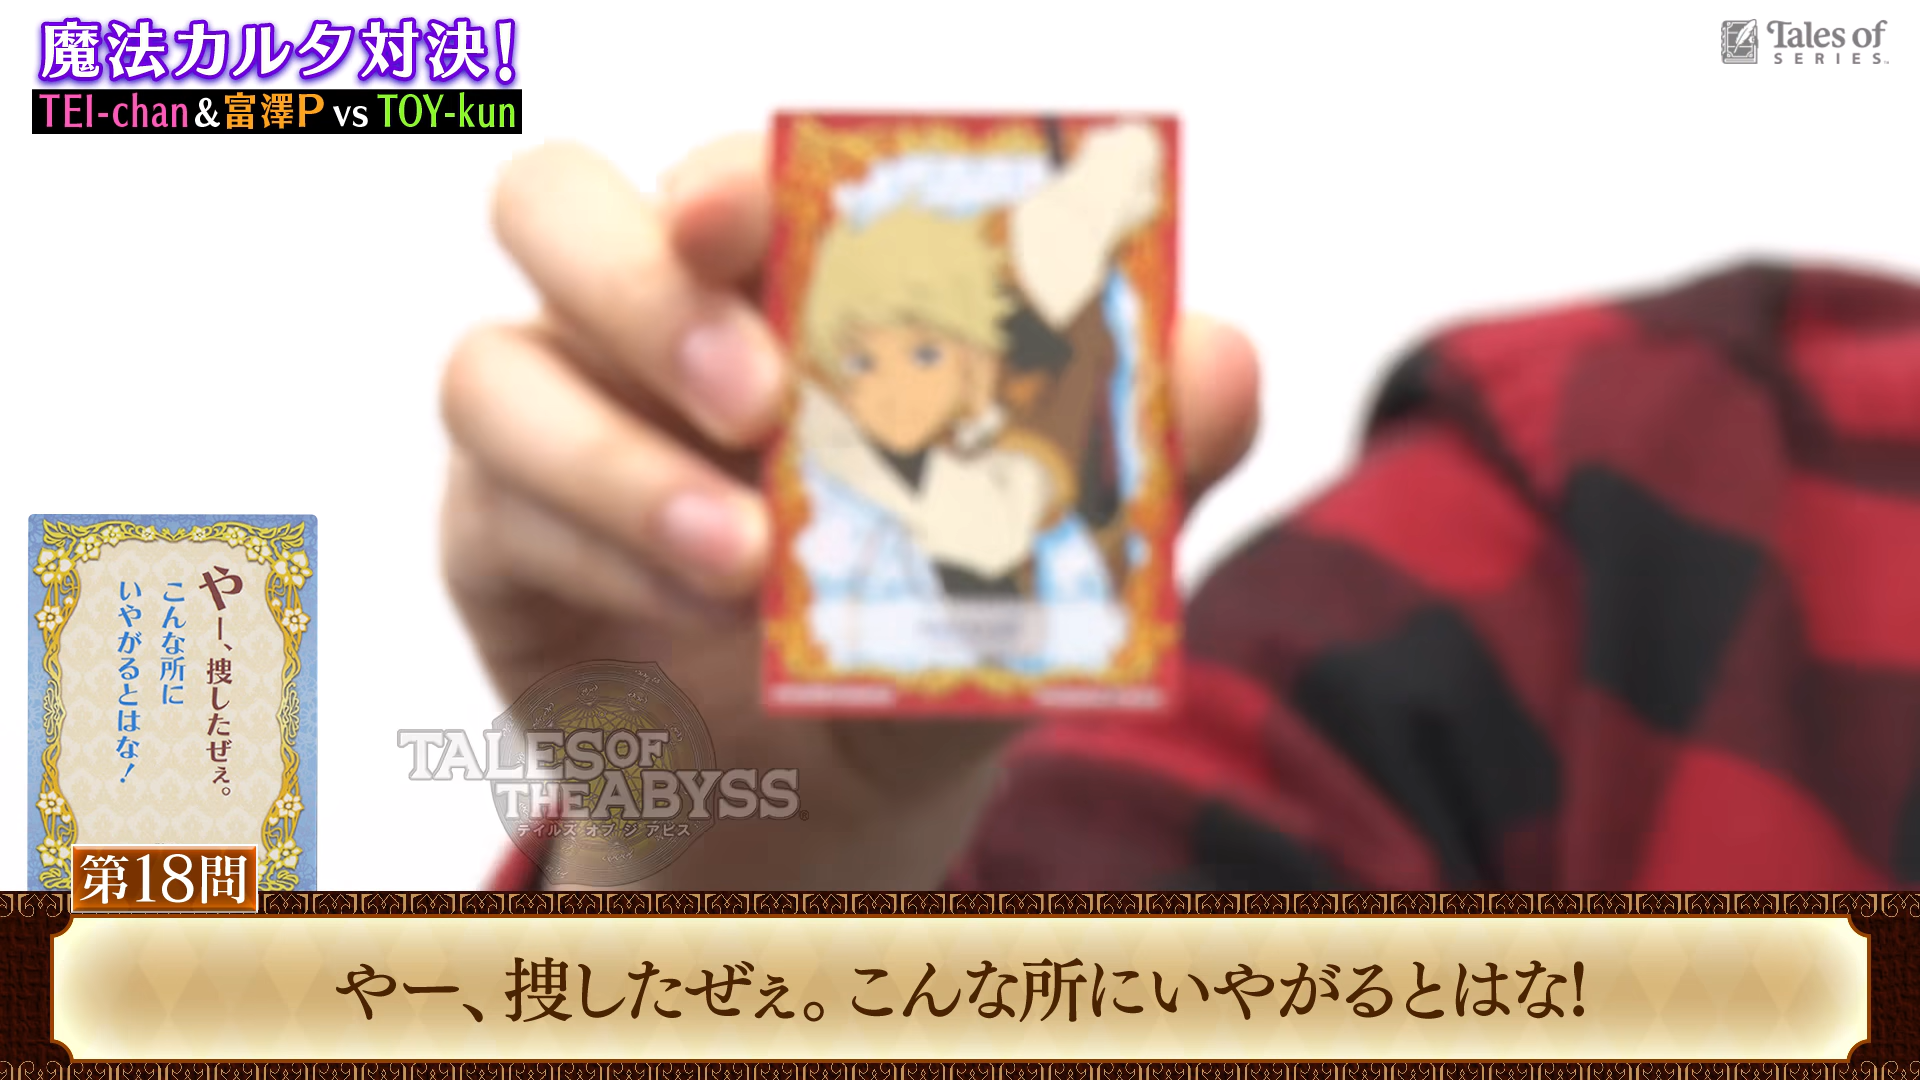 魔法カルタ対決!
TEI-chan&富澤P vs TOY-kun
Tales of
SERIES
やー、捜したぜぇ。
こんな所に
いやがるとはな!
TALES OF
THE ABYSS
テイルズ オブ ジ アビス
第18問
やー、捜したぜぇ。こんな所にいやがるとはな!